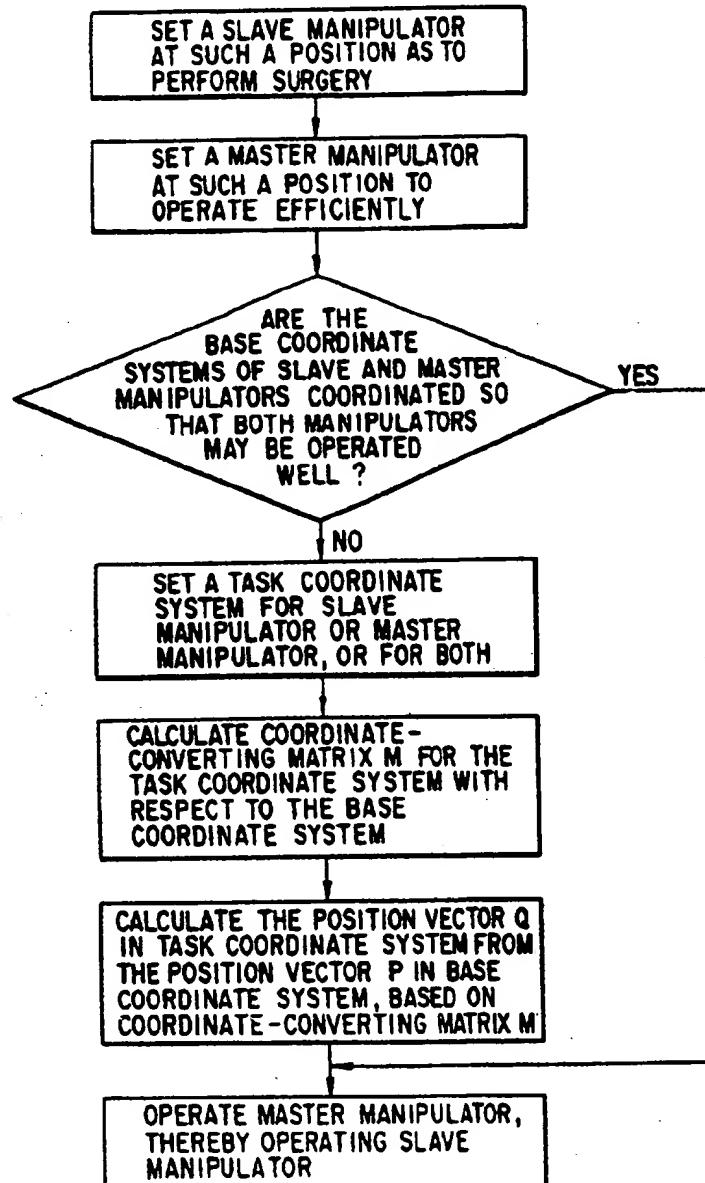 SET A SLAVE MANIPULATOR
AT SUCH A POSITION AS TO
PERFORM SURGERY
SET A MASTER MANIPULATOR
AT SUCH A POSITION TO
OPERATE EFFICIENTLY
ARE THE
BASE COORDINATE
SYSTEMS OF SLAVE AND MASTER
MANIPULATORS COORDINATED SO
THAT BOTH MANIPULATORS
MAY BE OPERATED
WELL ?
YES
NO
SET A TASK COORDINATE
SYSTEM FOR SLAVE
MANIPULATOR OR MASTER
MANIPULATOR, OR FOR BOTH
CALCULATE COORDINATE-
CONVERTING MATRIX M FOR THE
TASK COORDINATE SYSTEM WITH
RESPECT TO THE BASE
COORDINATE SYSTEM
CALCULATE THE POSITION VECTOR Q
IN TASK COORDINATE SYSTEM FROM
THE POSITION VECTOR P IN BASE
COORDINATE SYSTEM, BASED ON
COORDINATE-CONVERTING MATRIX M
OPERATE MASTER MANIPULATOR,
THEREBY OPERATING SLAVE
MANIPULATOR